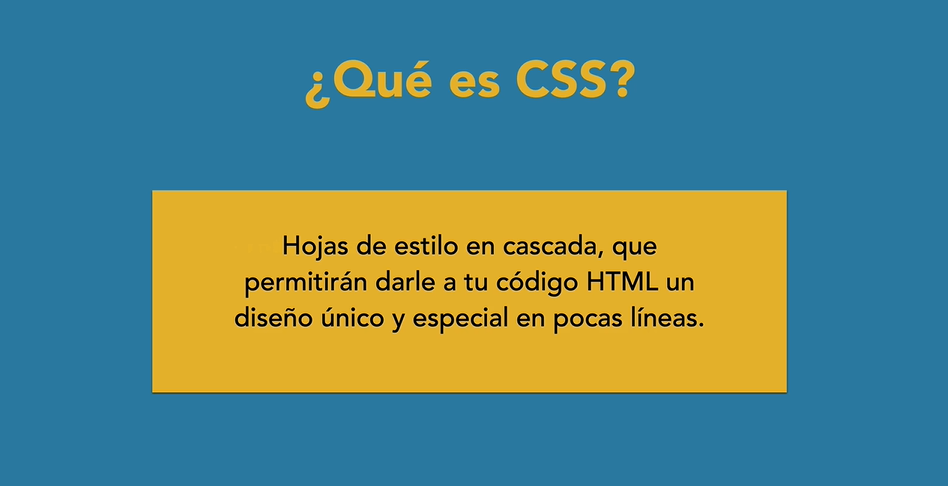 ¿Qué es CSS?
Hojas de estilo en cascada, que
permitirán darle a tu código HTML un
diseño único y especial en pocas líneas.